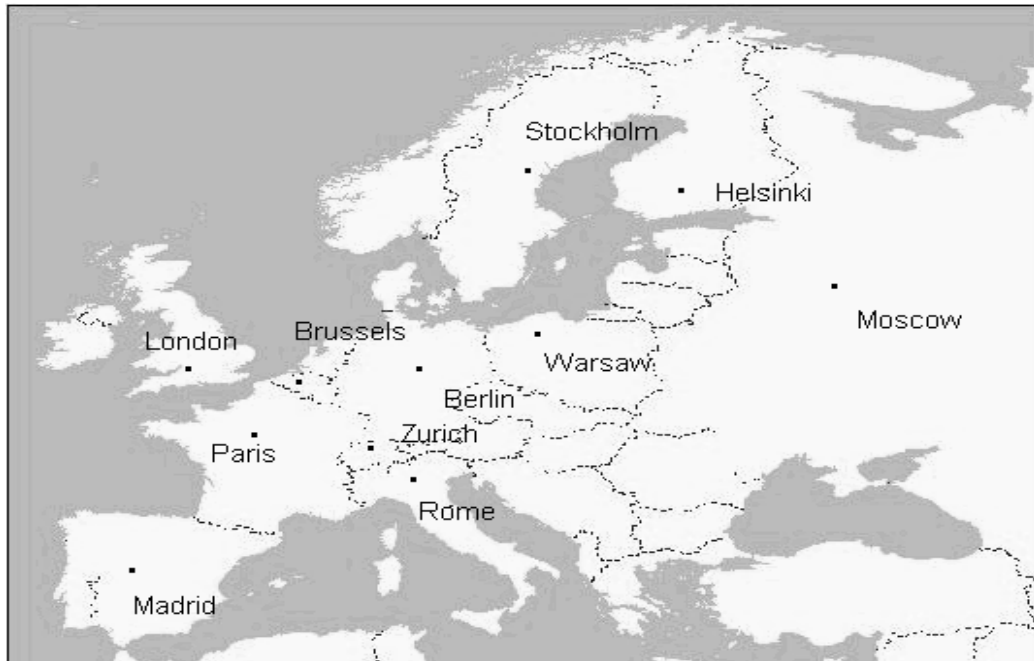 Stockholm
Helsinki
Moscow
Brussels
London
Warsaw
Berlin
Zurich
Paris
Rome
Madrid